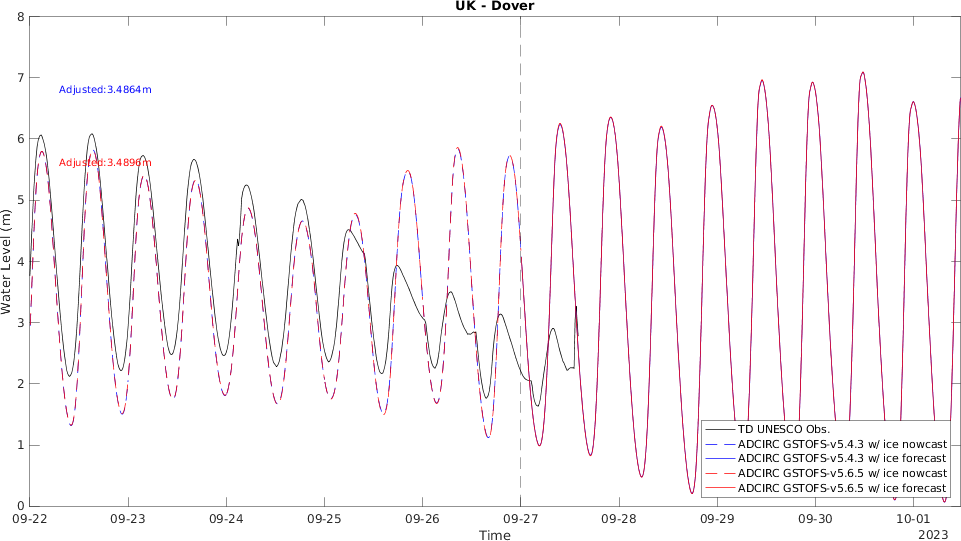 UK - Dover
8
7
6
5
4
3
2
1
0
Water Level (m)
Adjusted:3.4864m
Adjusted:3.4896m
TD UNESCO Obs.
ADCIRC GSTOFS-v5.4.3 w/ ice nowcast
ADCIRC GSTOFS-v5.4.3 w/ ice forecast
ADCIRC GSTOFS-v5.6.5 w/ ice nowcast
ADCIRC GSTOFS-v5.6.5 w/ ice forecast
09-22 09-23 09-24 09-25 09-26 09-27 09-28 09-29 09-30 10-01
Time
2023